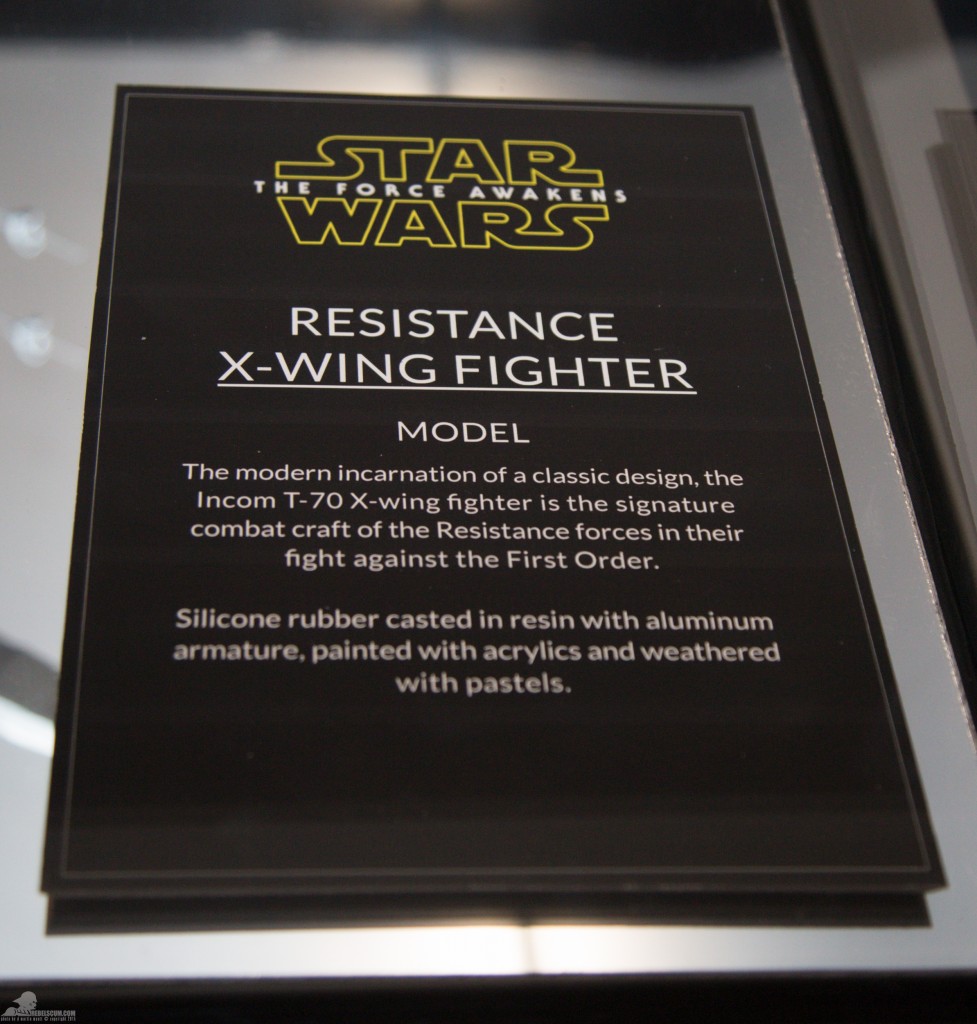 STAR
THE FORCE AWAKENS
WARS
RESISTANCE
X-WING FIGHTER
MODEL
The modern incarnation of a classic design, the
Incom T-70 X-wing fighter is the signature
combat craft of the Resistance forces in their
fight against the First Order.
Silicone rubber casted in resin with aluminum
armature, painted with acrylics and weathered
with pastels.
REBELSCUM.COM